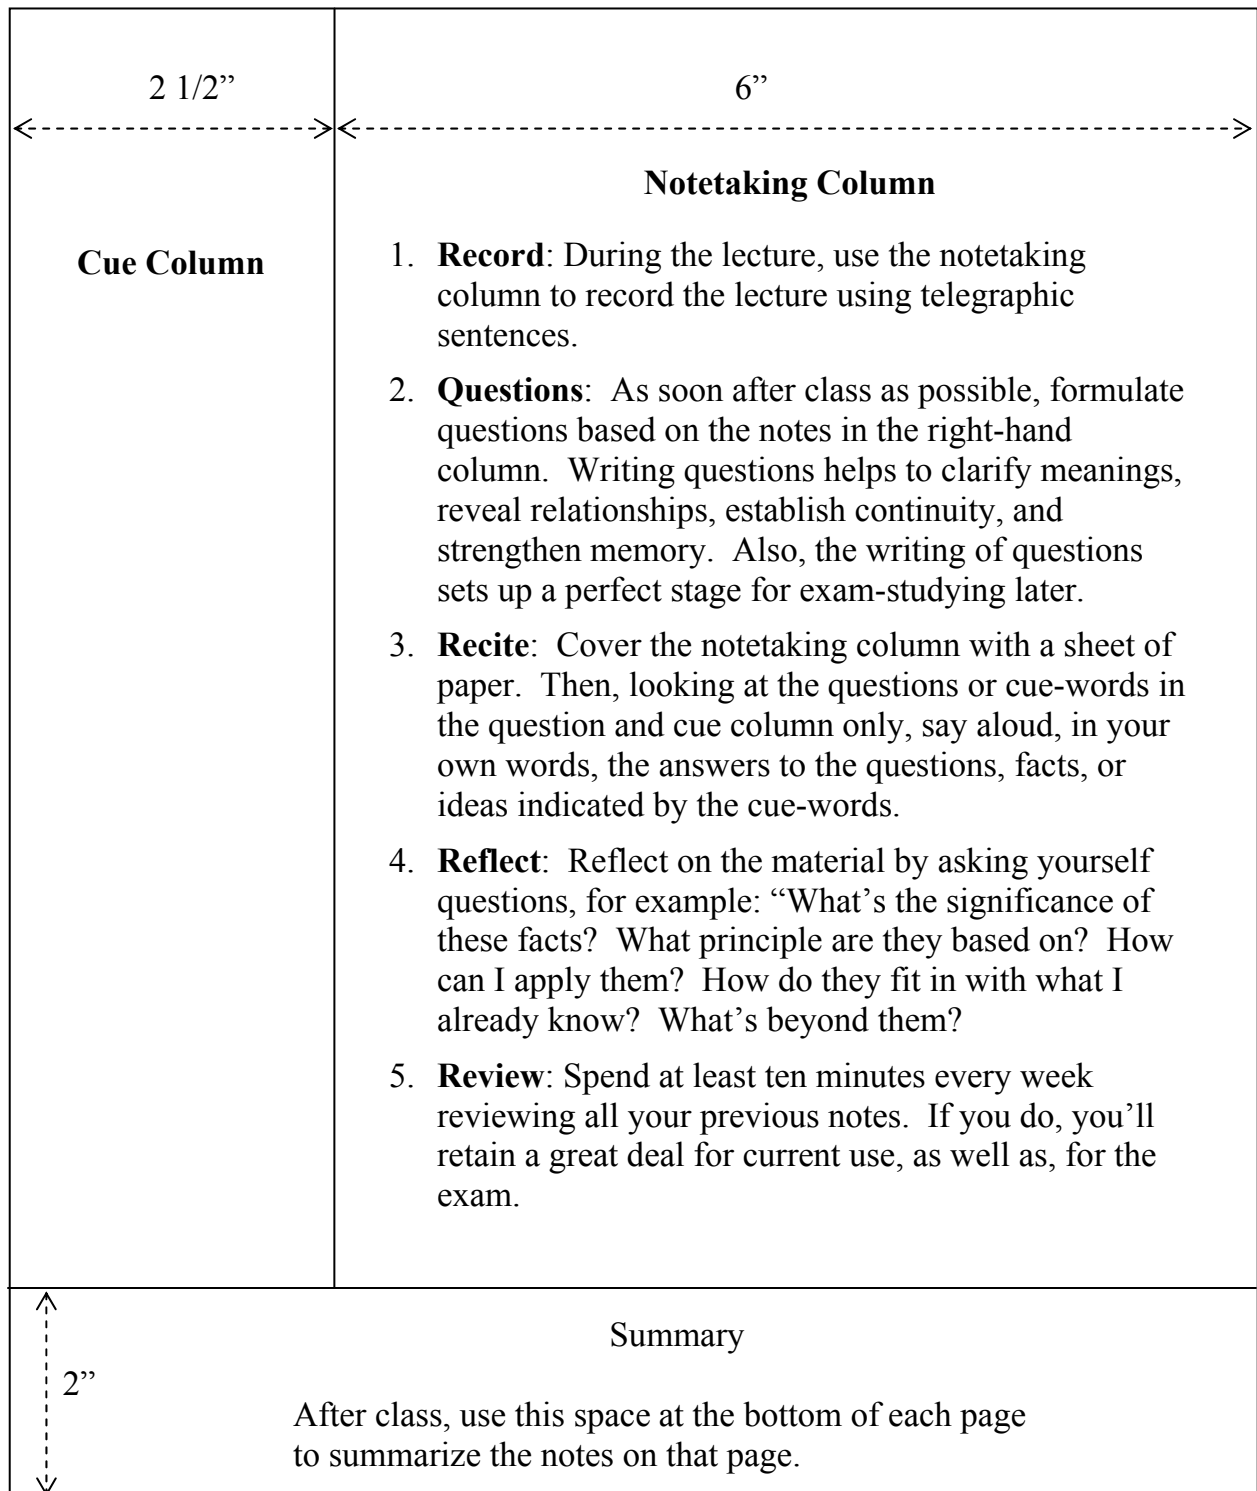 2 1/2”
6”
Notetaking Column
Cue Column
1. Record: During the lecture, use the notetaking
column to record the lecture using telegraphic
sentences.
2. Questions: As soon after class as possible, formulate
questions based on the notes in the right-hand
column. Writing questions helps to clarify meanings,
reveal relationships, establish continuity, and
strengthen memory. Also, the writing of questions
sets up a perfect stage for exam-studying later.
3. Recite: Cover the notetaking column with a sheet of
paper. Then, looking at the questions or cue-words in
the question and cue column only, say aloud, in your
own words, the answers to the questions, facts, or
ideas indicated by the cue-words.
4. Reflect: Reflect on the material by asking yourself
questions, for example: “What’s the significance of
these facts? What principle are they based on? How
can I apply them? How do they fit in with what I
already know? What’s beyond them?
5. Review: Spend at least ten minutes every week
reviewing all your previous notes. If you do, you’ll
retain a great deal for current use, as well as, for the
exam.
Summary
2”
After class, use this space at the bottom of each page
to summarize the notes on that page.